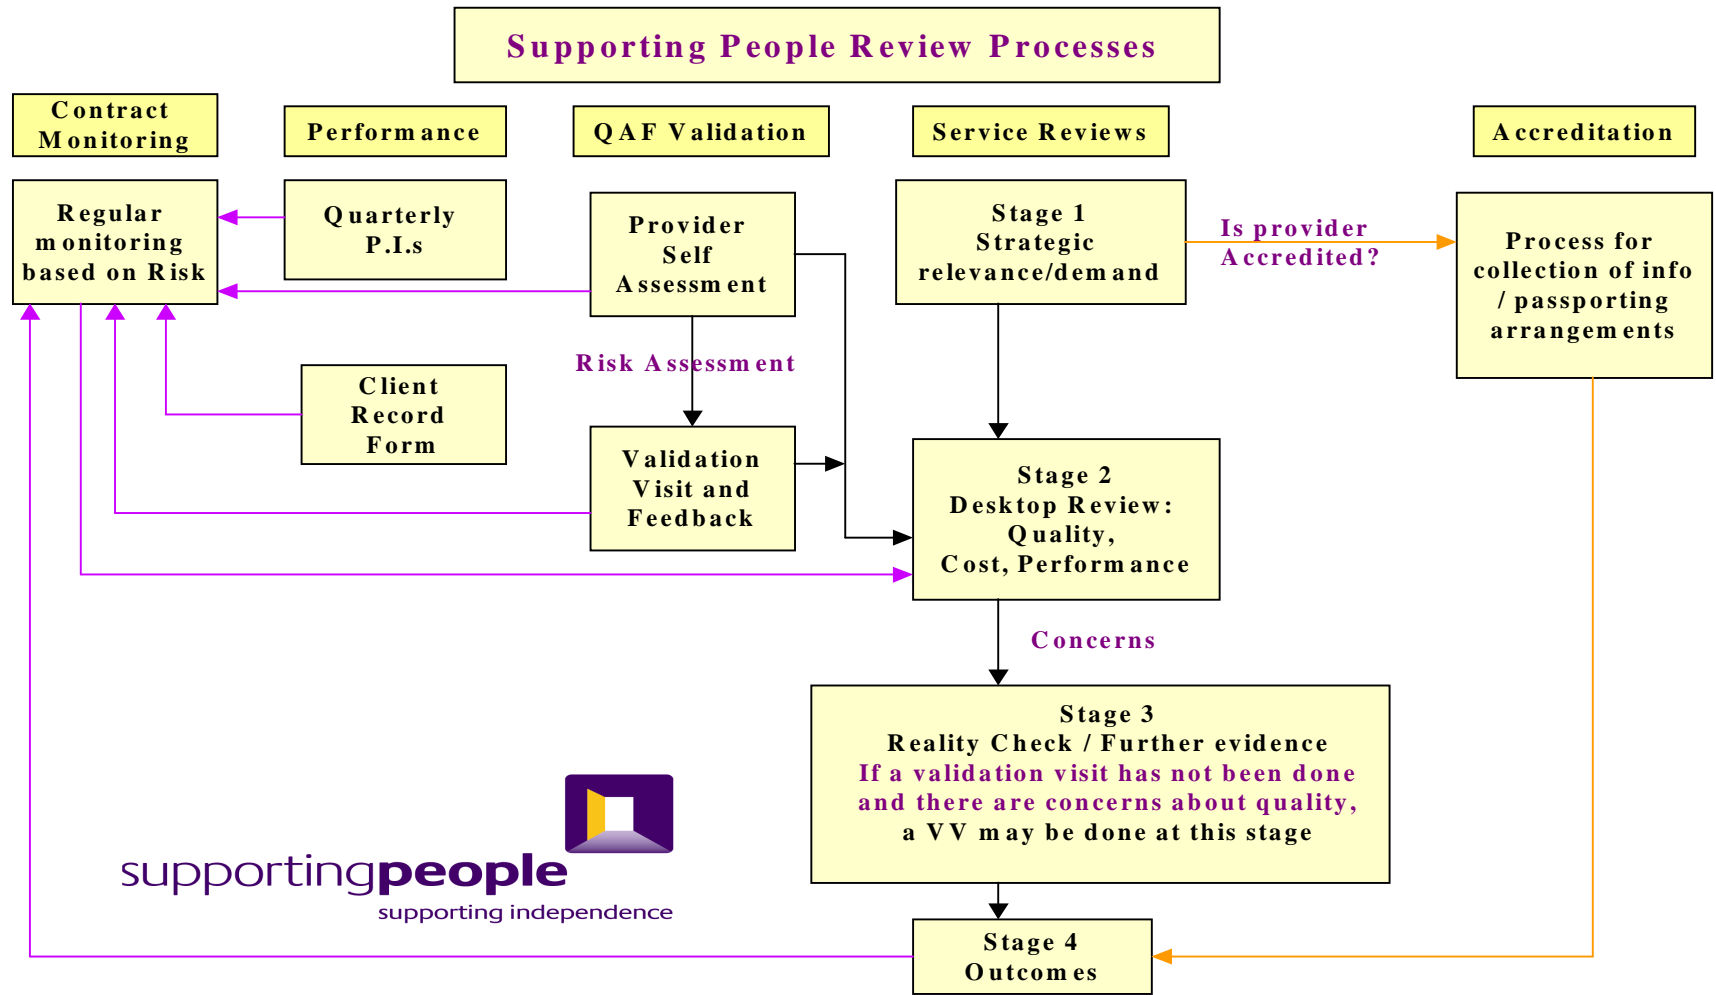 Supporting People Review Processes
Contract
Monitoring
Performance
QAF Validation
Service Reviews
Accreditation
Regular
monitoring
based on Risk
Quarterly
P.I.s
Provider
Self
Assessment
Stage 1
Strategic
relevance/demand
Is provider
Accredited?
Process for
collection of info
/ passporting
arrangements
Risk Assessment
Client
Record
Form
Validation
Visit and
Feedback
Stage 2
Desktop Review:
Quality,
Cost, Performance
Concerns
Stage 3
Reality Check / Further evidence
If a validation visit has not been done
and there are concerns about quality,
a VV may be done at this stage
supportingpeople
supporting independence
Stage 4
Outcomes